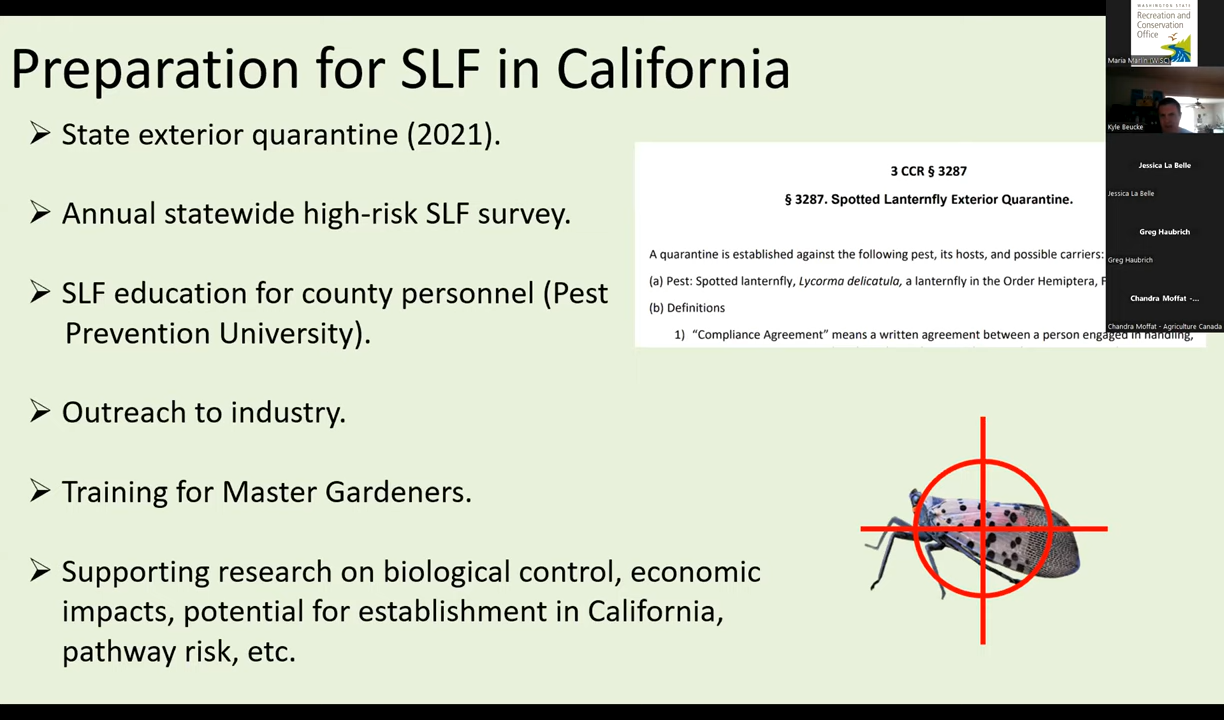 Preparation for SLF in California
➢ State exterior quarantine (2021).
➢ Annual statewide high-risk SLF survey.
➢ SLF education for county personnel (Pest
Prevention University).
➢ Outreach to industry.
➢ Training for Master Gardeners.
➢ Supporting research on biological control, economic
impacts, potential for establishment in California,
pathway risk, etc.
3 CCR § 3287
§ 3287. Spotted Lanternfly Exterior Quarantine.
A quarantine is established against the following pest, its hosts, and possible carriers:
(a) Pest: Spotted lanternfly, Lycorma delicatula, a lanternfly in the Order Hemiptera, F
(b) Definitions
1) “Compliance Agreement” means a written agreement between a person engaged in handling,
WASHINGTON STATE
Recreation and
Conservation
Office
Maria Marlin (WISC)
Kyle Beucke
Jessica La Belle
Jessica La Belle
Greg Haubrich
Greg Haubrich
Chandra Moffat -...
Chandra Moffat - Agriculture Canada